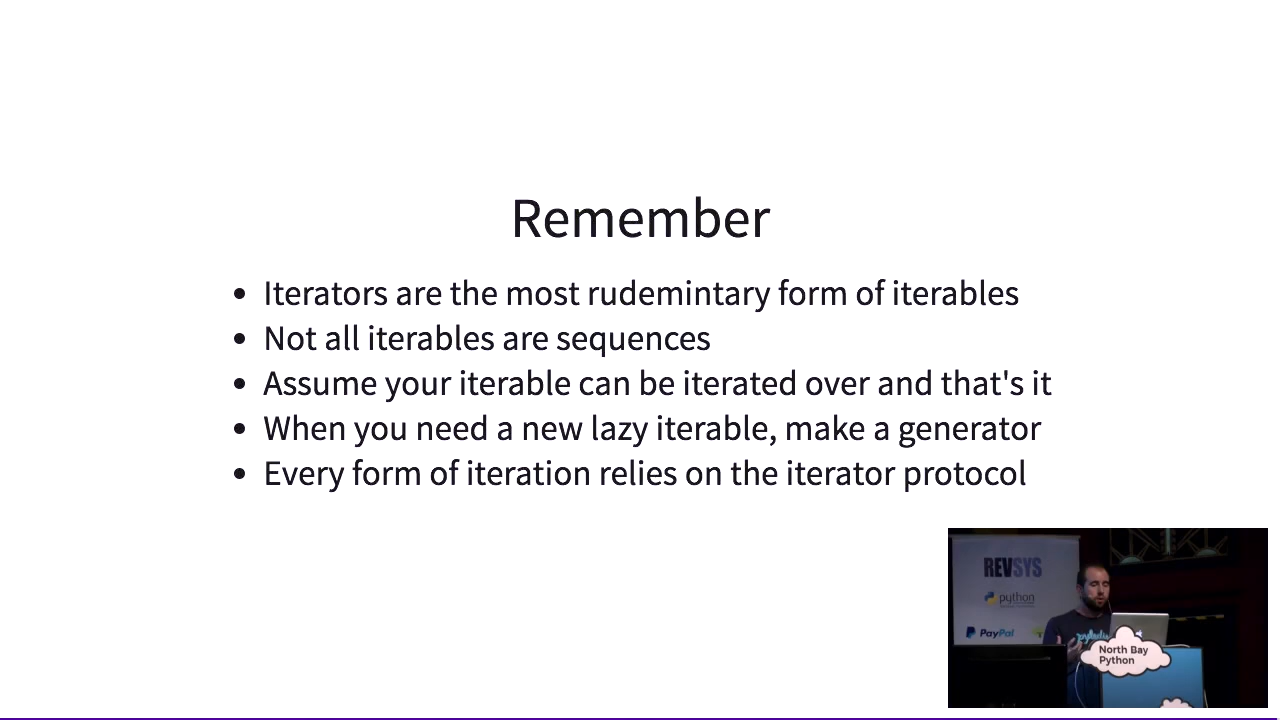 Remember
• Iterators are the most rudemintary form of iterables
• Not all iterables are sequences
• Assume your iterable can be iterated over and that's it
• When you need a new lazy iterable, make a generator
• Every form of iteration relies on the iterator protocol
REVSYS
python
PayPal
North Bay
Python